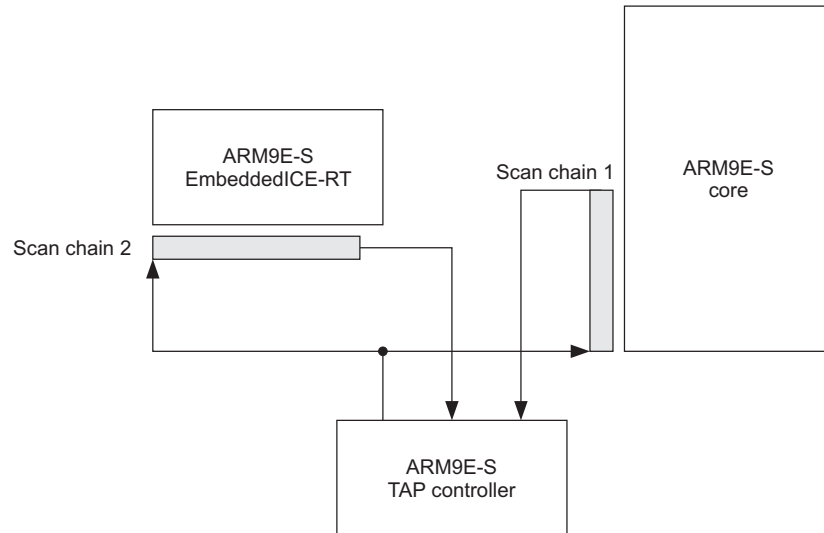 ARM9E-S
EmbeddedICE-RT
Scan chain 1
ARM9E-S
core
Scan chain 2
ARM9E-S
TAP controller